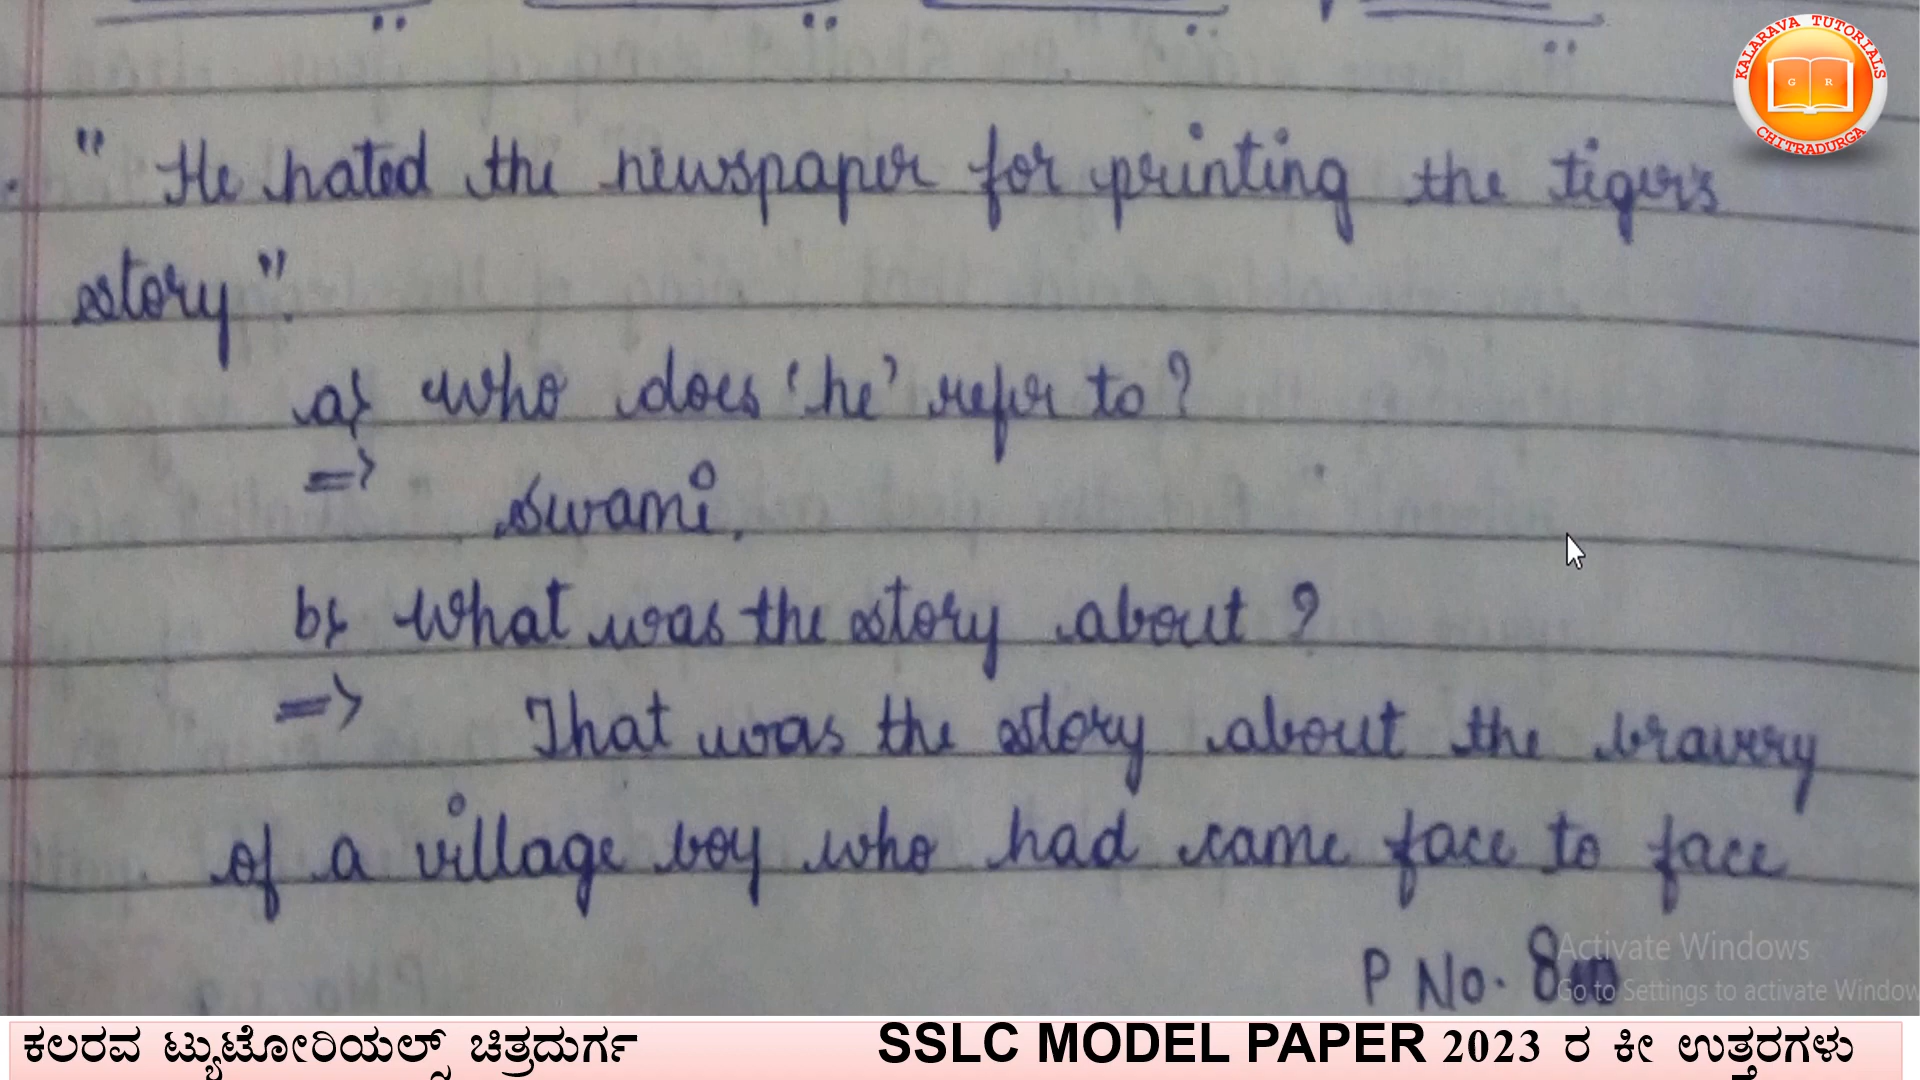 KALARAVA TUTORIALS
G R
CHITRADURGA
" He hated the newspaper for printing the tiger's
story".
a) who does 'he' refer to?
=> Swami.
b) what was the story about ?
=> That was the story about the bravery
of a village boy who had came face to face
P No. 8
Activate Windows
Go to Settings to activate Window
ಕಲರವ ಟ್ಯುಟೋರಿಯಲ್ಸ್ ಚಿತ್ರದುರ್ಗ SSLC MODEL PAPER 2023 ರ ಕೀ ಉತ್ತರಗಳು